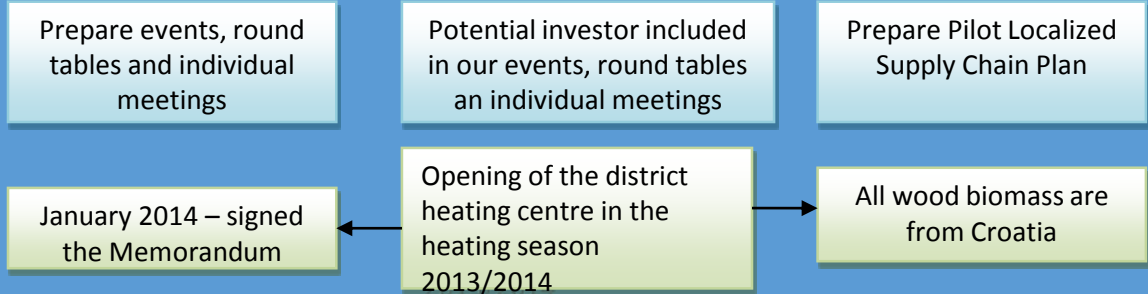 Prepare events, round
tables and individual
meetings
Potential investor included
in our events, round tables
an individual meetings
Prepare Pilot Localized
Supply Chain Plan
January 2014 – signed
the Memorandum
Opening of the district
heating centre in the
heating season
2013/2014
All wood biomass are
from Croatia